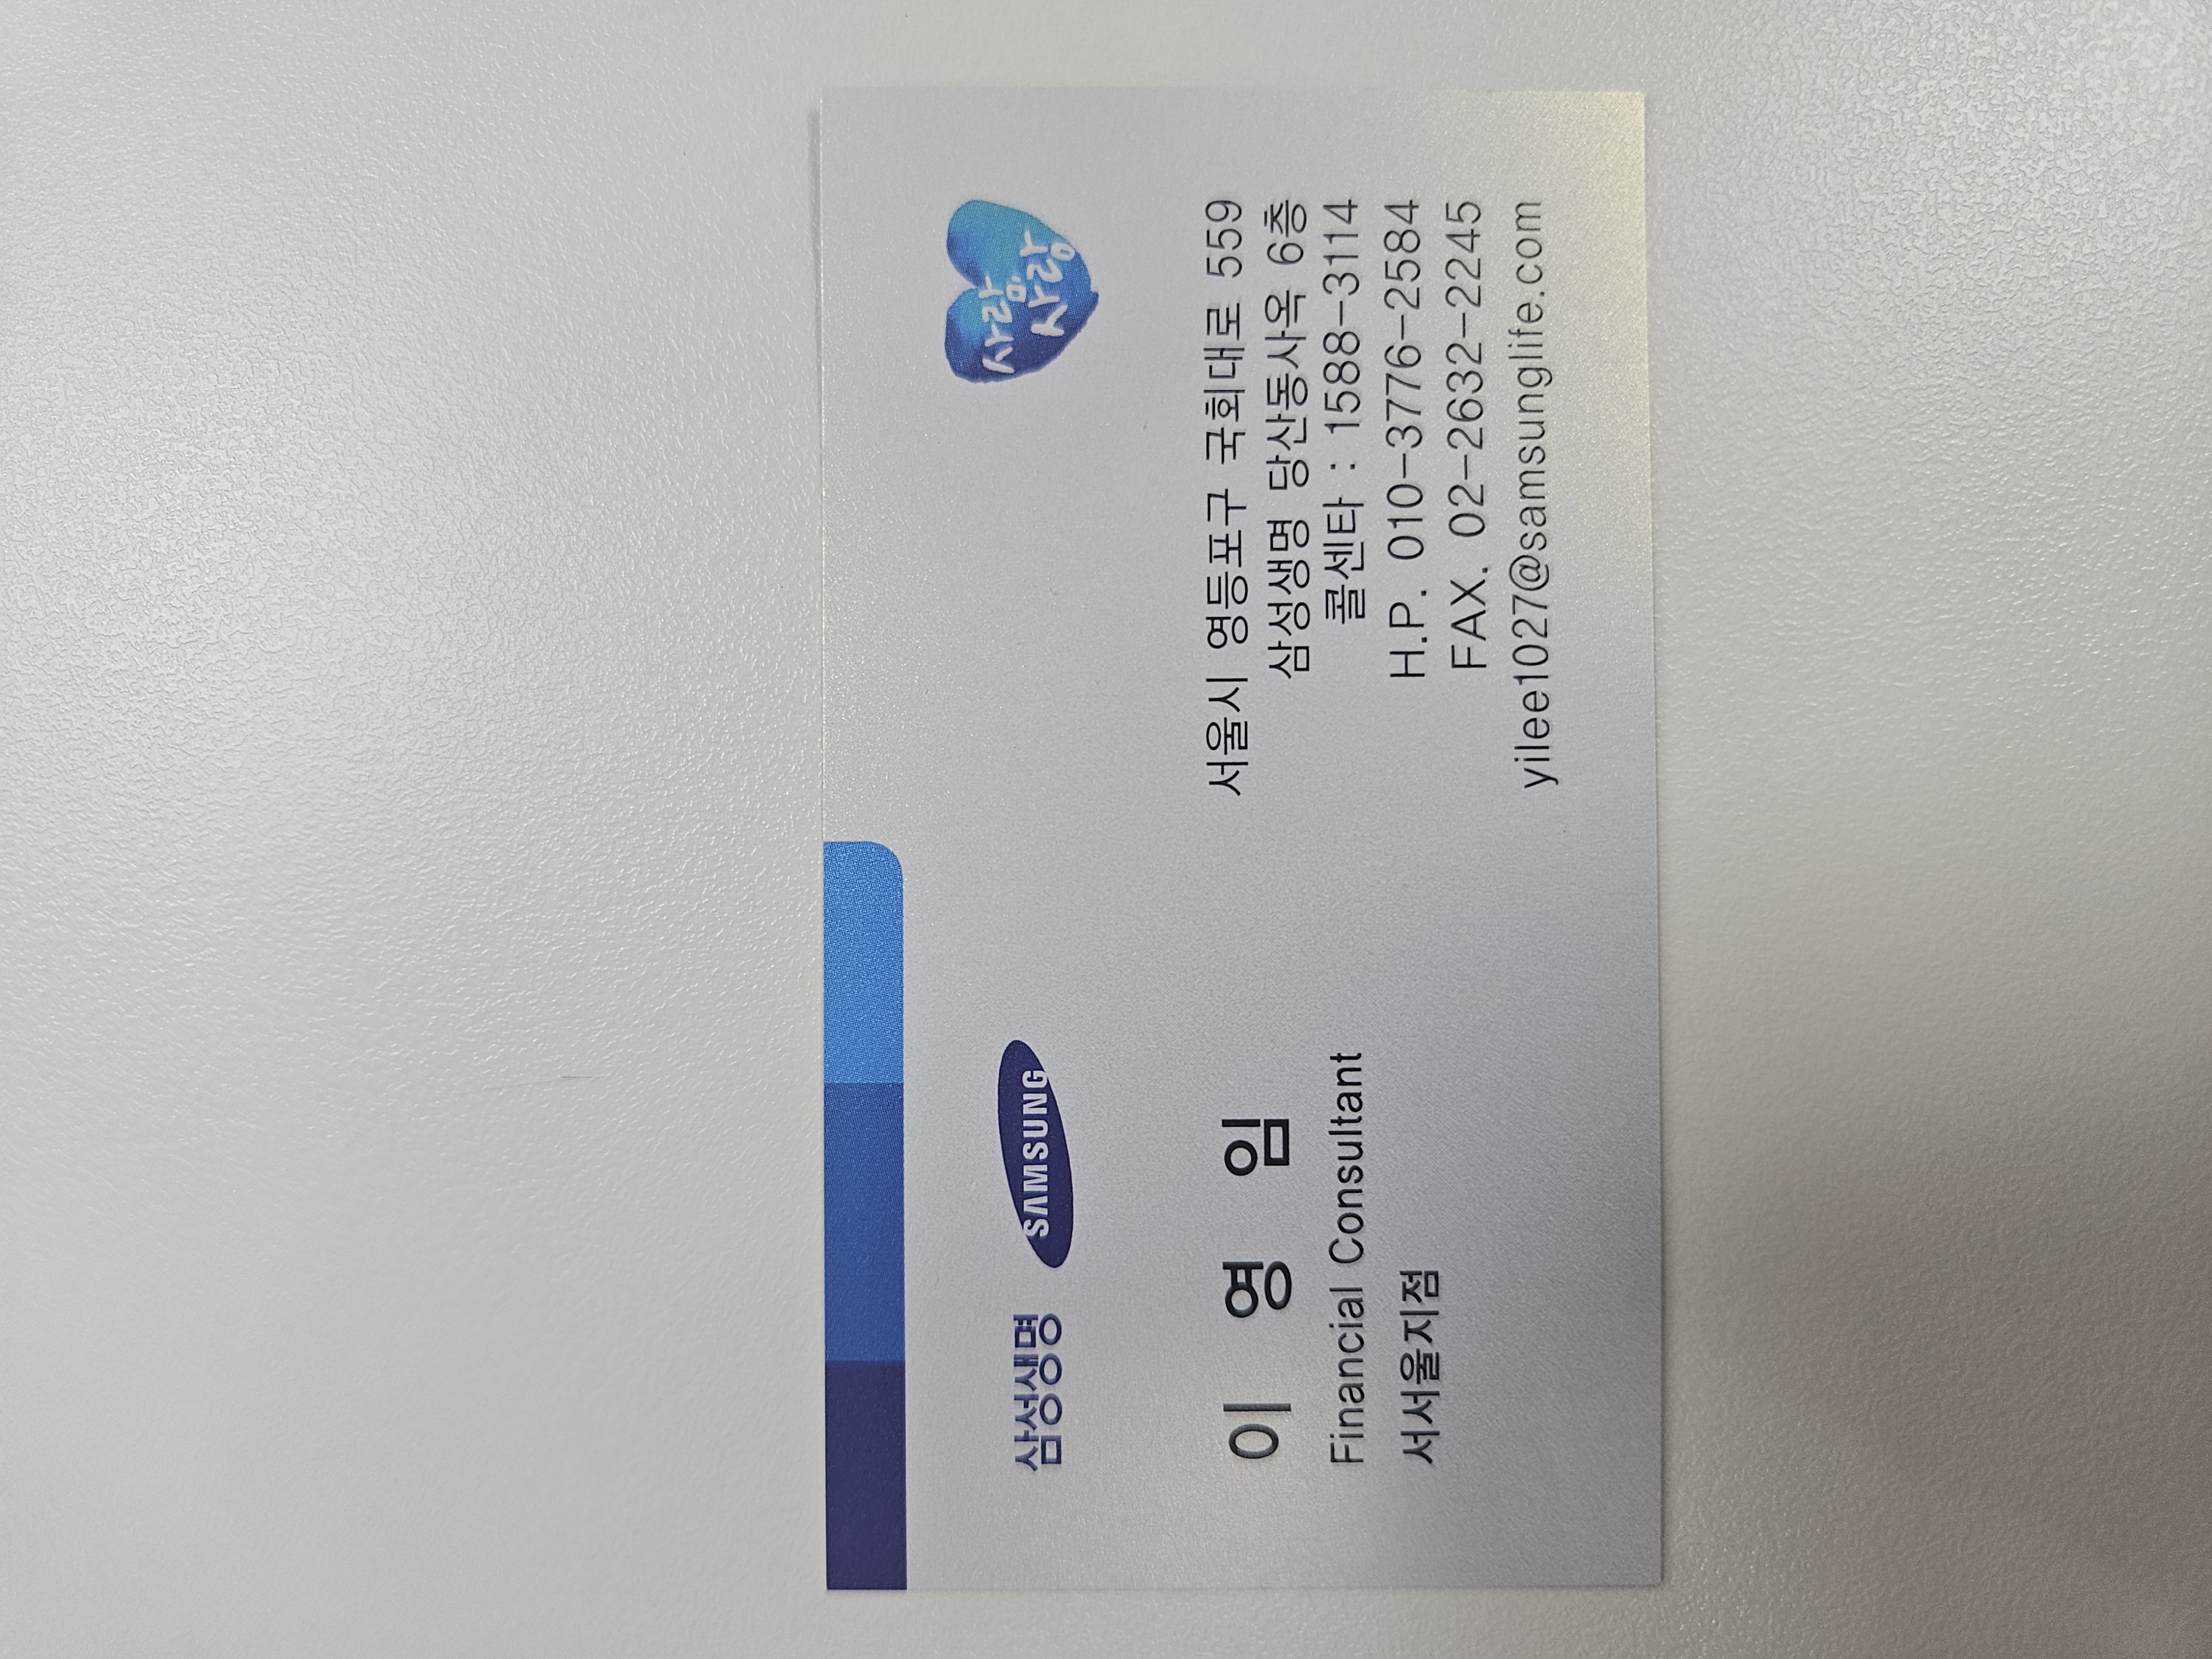 삼성생명 SAMSUNG
사람, 사랑
이 영 임
Financial Consultant
서서울지점
서울시 영등포구 국회대로 559
삼성생명 당산동사옥 6층
콜센타 : 1588-3114
H.P. 010-3776-2584
FAX. 02-2632-2245
yilee1027@samsunglife.com